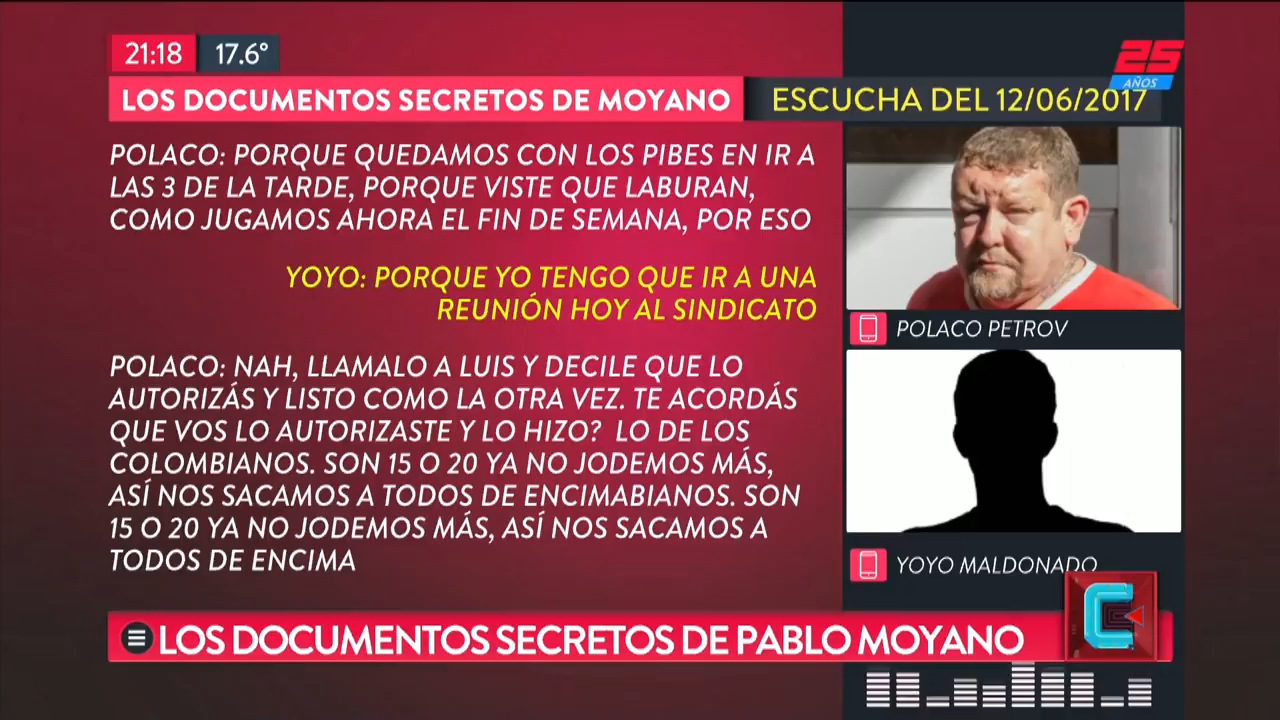 21:18 17.6°
25
AÑOS
LOS DOCUMENTOS SECRETOS DE MOYANO
ESCUCHA DEL 12/06/2017
POLACO: PORQUE QUEDAMOS CON LOS PIBES EN IR A
LAS 3 DE LA TARDE, PORQUE VISTE QUE LABURAN,
COMO JUGAMOS AHORA EL FIN DE SEMANA, POR ESO
YOYO: PORQUE YO TENGO QUE IR A UNA
REUNIÓN HOY AL SINDICATO
POLACO: NAH, LLAMALO A LUIS Y DECILE QUE LO
AUTORIZÁS Y LISTO COMO LA OTRA VEZ. TE ACORDÁS
QUE VOS LO AUTORIZASTE Y LO HIZO? LO DE LOS
COLOMBIANOS. SON 15 O 20 YA NO JODEMOS MÁS,
ASÍ NOS SACAMOS A TODOS DE ENCIMABIANOS. SON
15 O 20 YA NO JODEMOS MÁS, ASÍ NOS SACAMOS A
TODOS DE ENCIMA
POLACO PETROV
YOYO MALDONADO
LOS DOCUMENTOS SECRETOS DE PABLO MOYANO
C